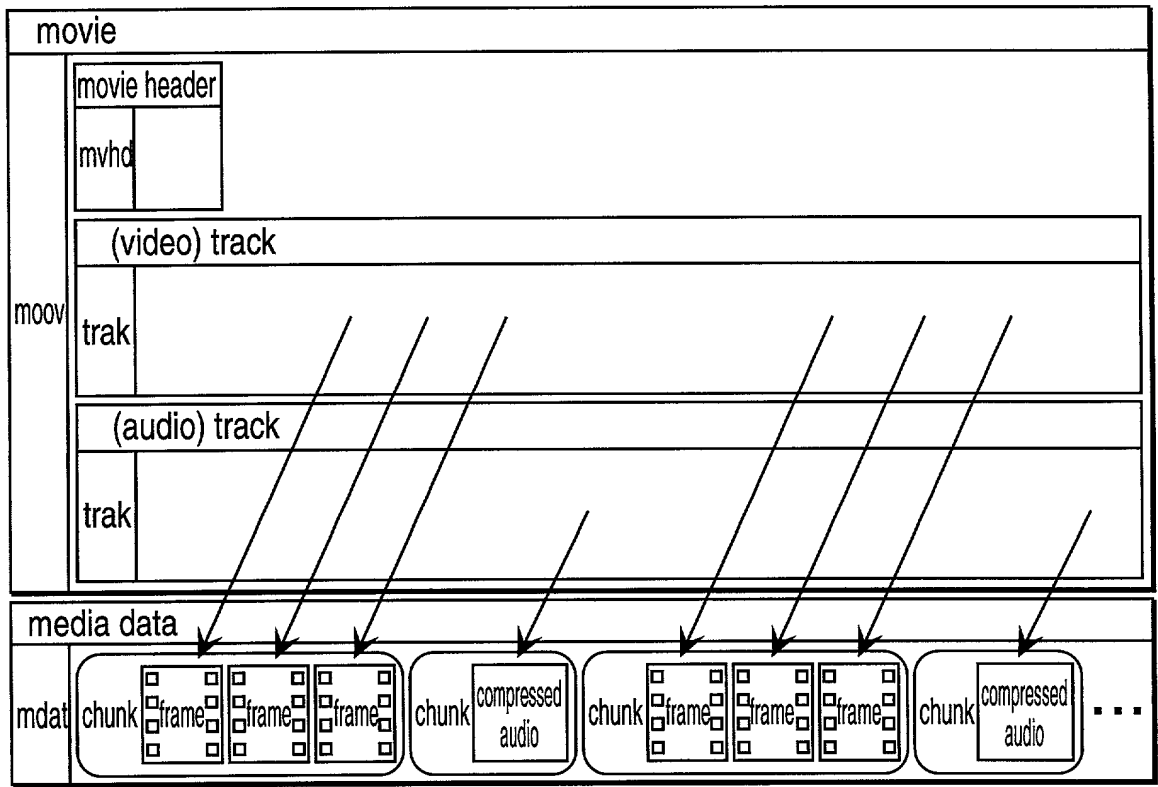 movie
movie header
mvhd
(video) track
moov
trak
(audio) track
trak
media data
mdat
chunk
frame
frame
frame
chunk
compressed
audio
chunk
frame
frame
frame
chunk
compressed
audio
...